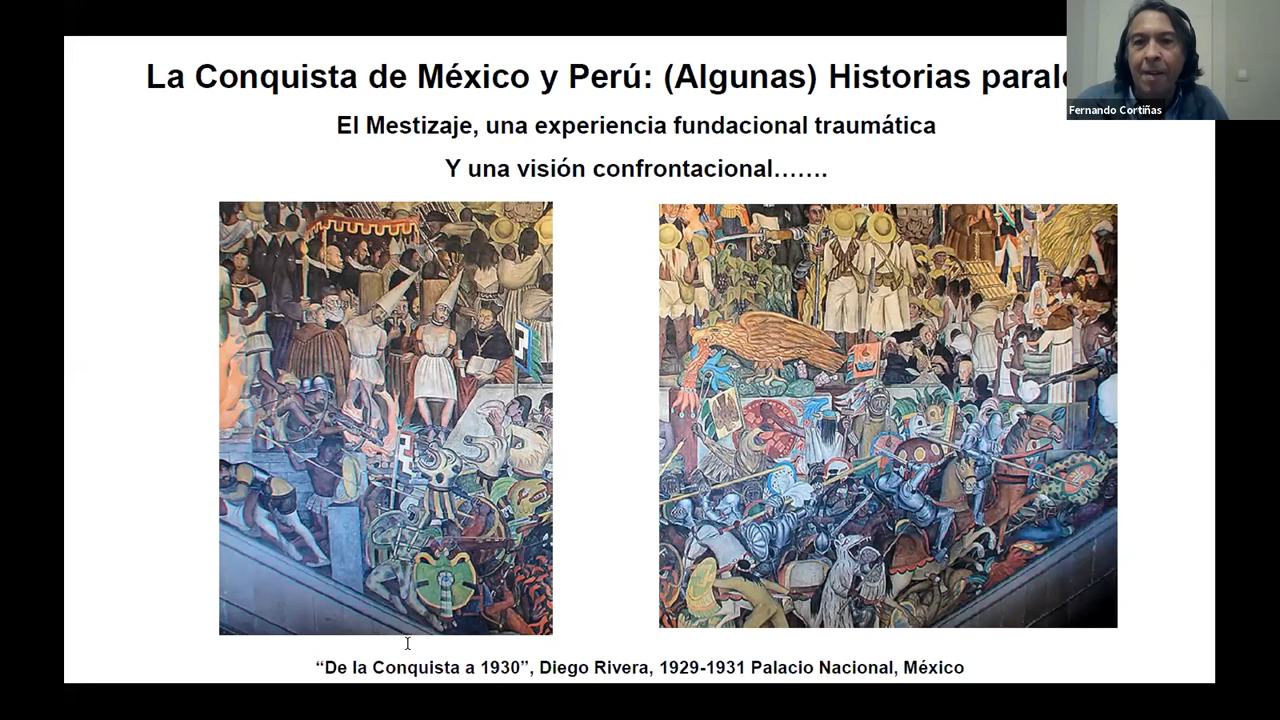 La Conquista de México y Perú: (Algunas) Historias
El Mestizaje, una experiencia fundacional traumática
Y una visión confrontacional…….
Fernando Cortiñas
“De la Conquista a 1930”, Diego Rivera, 1929-1931 Palacio Nacional, México